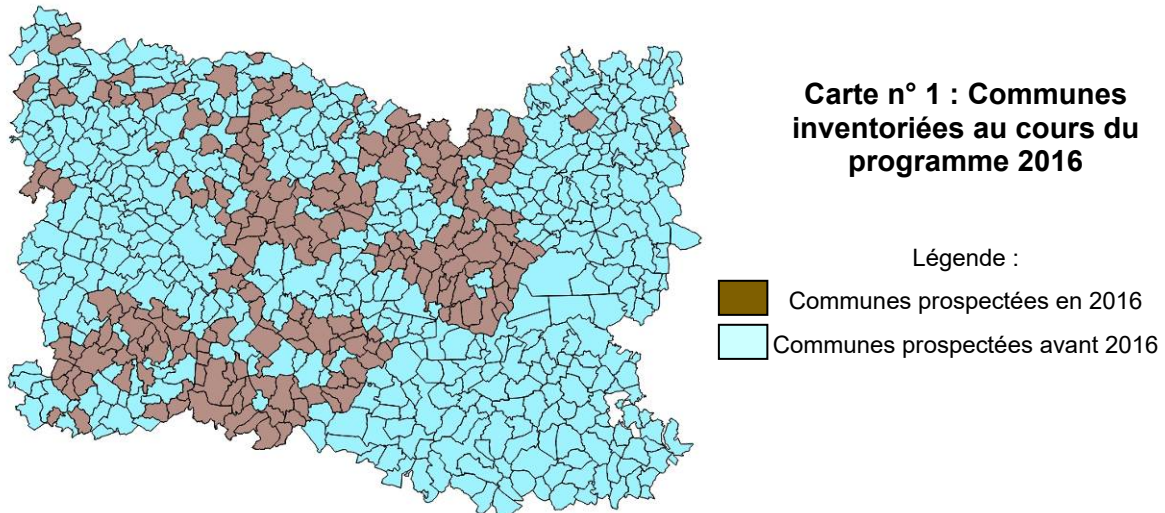 Carte n° 1 : Communes
inventoriées au cours du
programme 2016
Légende :
Communes prospectées en 2016
Communes prospectées avant 2016